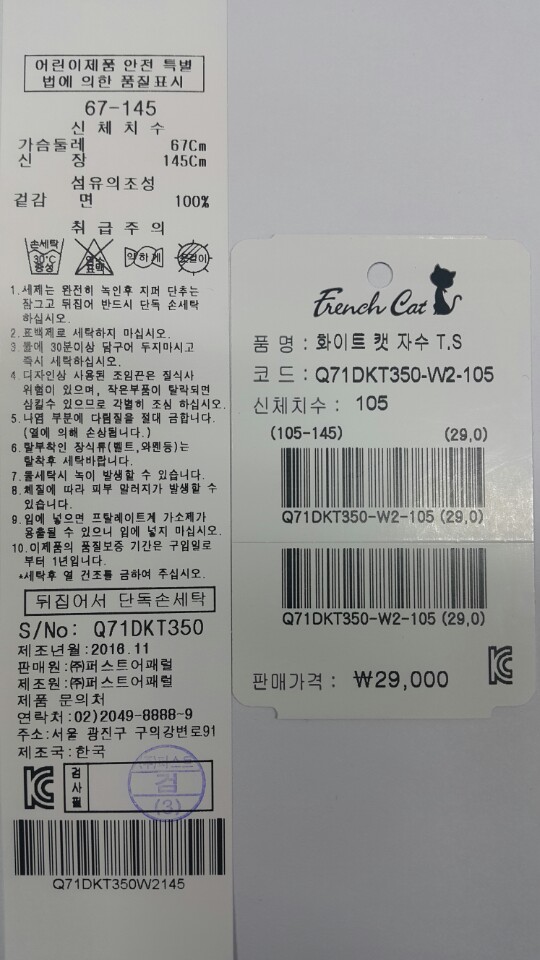 어린이제품 안전 특별
법에 의한 품질표시
67-145
신 체 치 수
가슴둘레 67Cm
신 장 145Cm
섬유의조성
겉감 면 100%
취 급 주 의
손세탁
30℃
중성
염소
표백
약하게
옷걸이
1.세제는 완전히 녹인후 지퍼 단추는
잠그고 뒤집어 반드시 단독 손세탁
하십시오.
2.표백제로 세탁하지 마십시오.
3.물에 30분이상 담구어 두지마시고
즉시 세탁하십시오.
4.디자인상 사용된 조임끈은 질식사
위험이 있으며, 작은부품이 탈락되면
삼킬수 있으므로 각별히 조심 하십시오.
5.나염 부분에 다림질을 절대 금합니다.
(열에 의해 손상됩니다.)
6.탈부착인 장식류(벨트,와펜등)는
탈착후 세탁바랍니다.
7.물세탁시 녹이 발생할 수 있습니다.
8.체질에 따라 피부 알러지가 발생할 수
있습니다.
9.입에 넣으면 프탈레이트계 가소제가
용출될 수 있으니 입에 넣지 마십시오.
10.이제품의 품질보증 기간은 구입일로
부터 1년입니다.
*세탁후 열 건조를 금하여 주십시오.
뒤집어서 단독손세탁
S/No: Q71DKT350
제조년월:2016.11
판매원:㈜퍼스트어패럴
제조원:㈜퍼스트어패럴
제품 문의처
연락처:02)2049-8888~9
주소:서울 광진구 구의강변로91
제조국:한국
검사필
검
(3)
Q71DKT350W2145
French Cat
품 명 : 화이트 캣 자수 T.S
코 드 : Q71DKT350-W2-105
신체치수 : 105
(105-145) (29,0)
Q71DKT350-W2-105 (29,0)
Q71DKT350-W2-105 (29,0)
판매가격 : ₩29,000